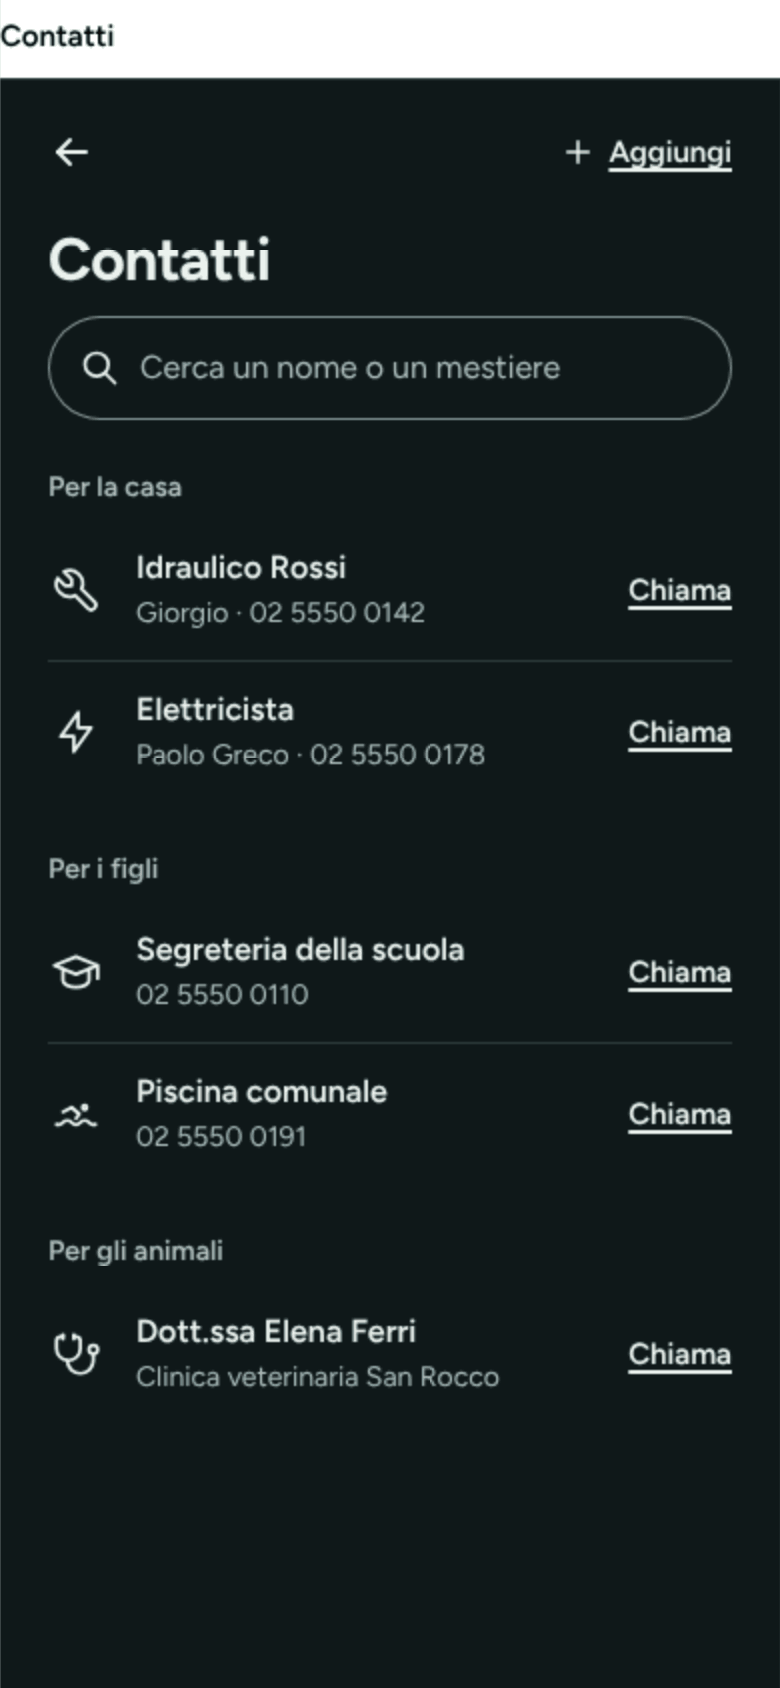 Contatti
Aggiungi
Contatti
Cerca un nome o un mestiere
Per la casa
Idraulico Rossi
Giorgio · 02 5550 0142
Chiama
Elettricista
Paolo Greco · 02 5550 0178
Chiama
Per i figli
Segreteria della scuola
02 5550 0110
Chiama
Piscina comunale
02 5550 0191
Chiama
Per gli animali
Dott.ssa Elena Ferri
Clinica veterinaria San Rocco
Chiama